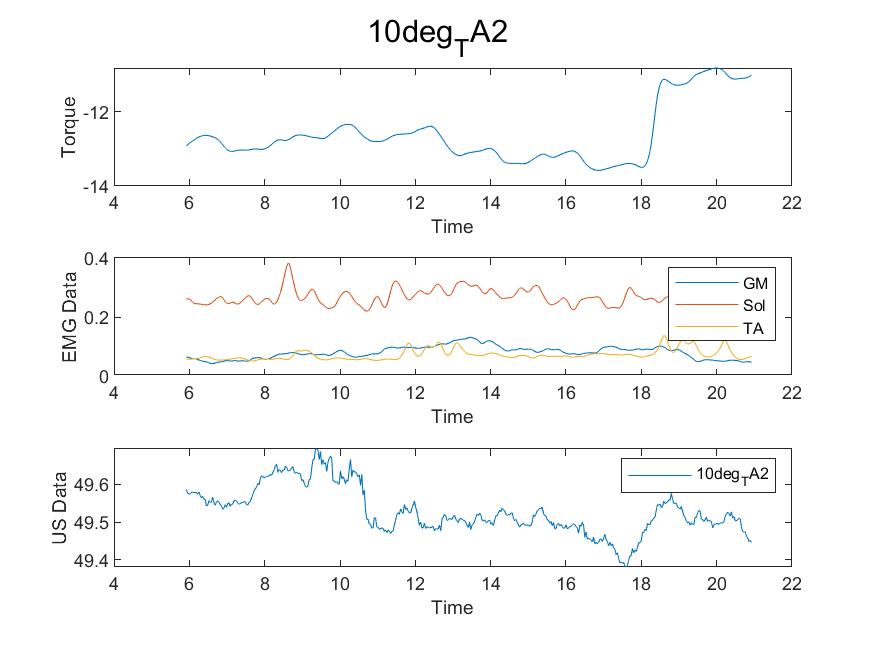 10deg_TA2
-12
-14
Torque
4 6 8 10 12 14 16 18 20 22
Time
0.4
0.2
0
EMG Data
GM
Sol
TA
4 6 8 10 12 14 16 18 20 22
Time
49.6
49.5
49.4
US Data
10deg_TA2
4 6 8 10 12 14 16 18 20 22
Time